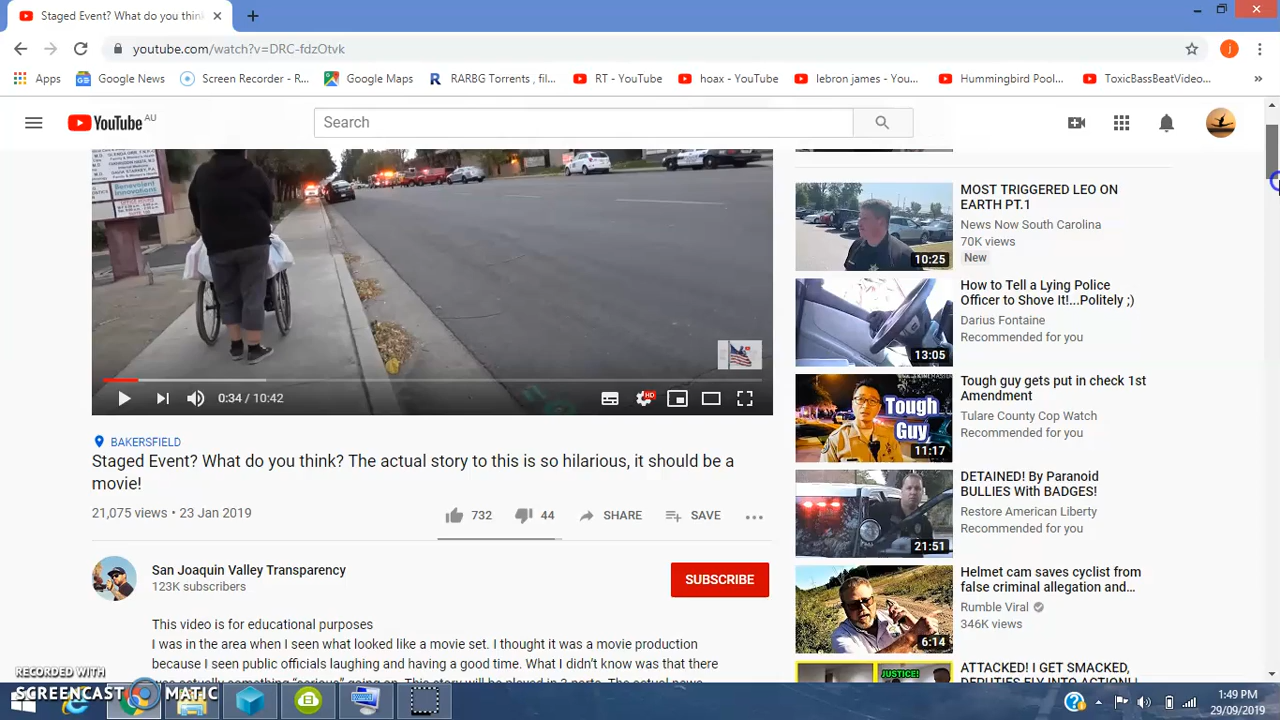 Staged Event? What do you thin
youtube.com/watch?v=DRC-fdzOtvk
j
Apps
Google News
Screen Recorder - R...
Google Maps
RARBG Torrents , fil...
RT - YouTube
hoax - YouTube
lebron james - You...
Hummingbird Pool...
ToxicBassBeatVideo...
»
YouTube AU
Search
Benevolent
Innovations
0:34 / 10:42
HD
BAKERSFIELD
Staged Event? What do you think? The actual story to this is so hilarious, it should be a
movie!
21,075 views • 23 Jan 2019
732
44
SHARE
SAVE
San Joaquin Valley Transparency
123K subscribers
SUBSCRIBE
This video is for educational purposes
I was in the area when I seen what looked like a movie set. I thought it was a movie production
because I seen public officials laughing and having a good time. What I didn't know was that there
MOST TRIGGERED LEO ON
EARTH PT.1
News Now South Carolina
70K views
New
10:25
How to Tell a Lying Police
Officer to Shove It!...Politely ;)
Darius Fontaine
Recommended for you
13:05
Tough guy gets put in check 1st
Amendment
Tulare County Cop Watch
Recommended for you
Tough
Guy
11:17
DETAINED! By Paranoid
BULLIES With BADGES!
Restore American Liberty
Recommended for you
21:51
Helmet cam saves cyclist from
false criminal allegation and...
Rumble Viral
346K views
6:14
ATTACKED! I GET SMACKED,
JUSTICE!
RECORDED WITH
SCREENCAST MATIC
1:49 PM
29/09/2019